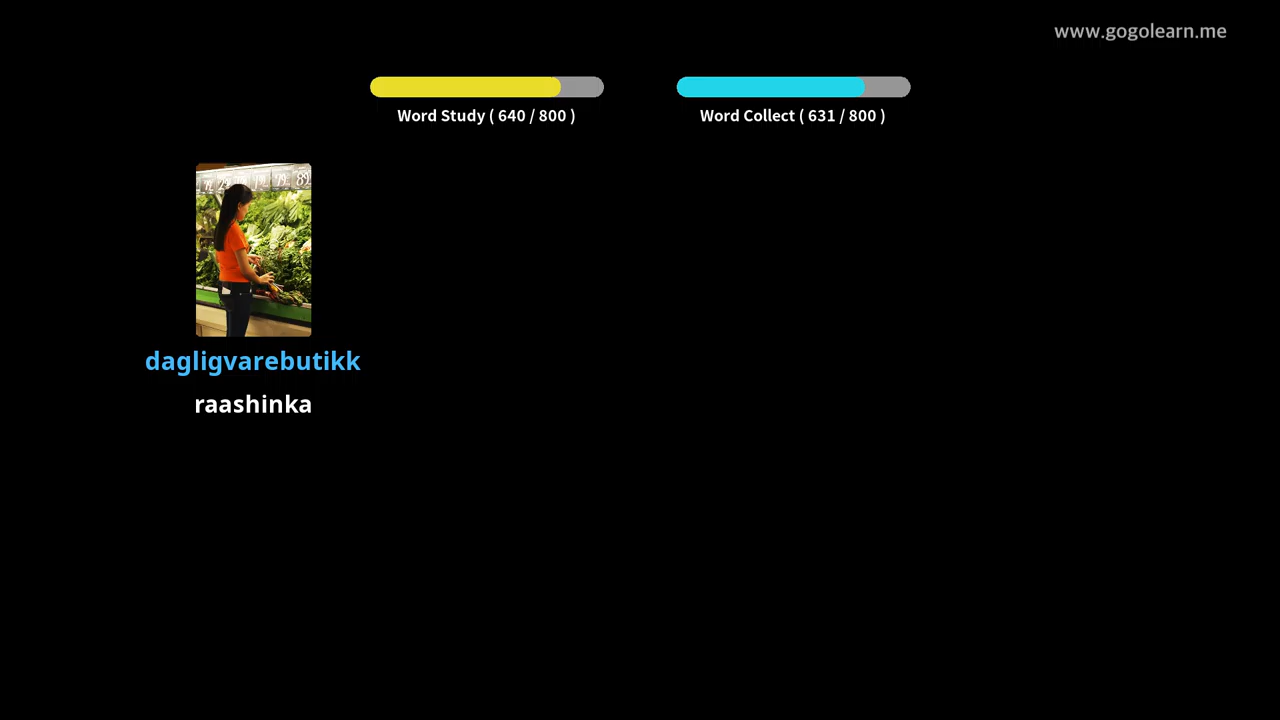 www.gogolearn.me
Word Study ( 640 / 800 )
Word Collect ( 631 / 800 )
dagligvarebutikk
raashinka